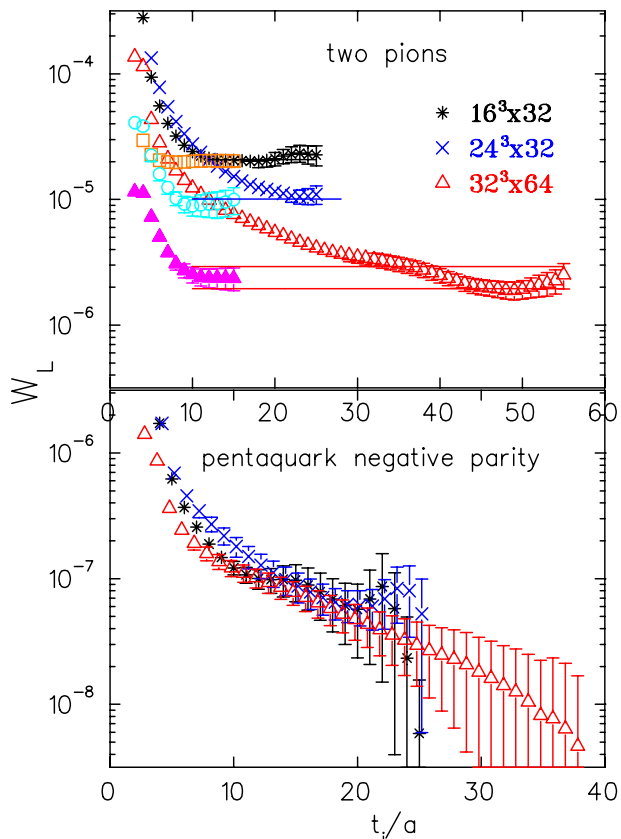 two pions
10⁻⁴
10⁻⁵
10⁻⁶
16³x32
24³x32
32³x64
W_L
0 10 20 30 40 50 60
pentaquark negative parity
10⁻⁶
10⁻⁷
10⁻⁸
0 10 20 30 40
t_i/a